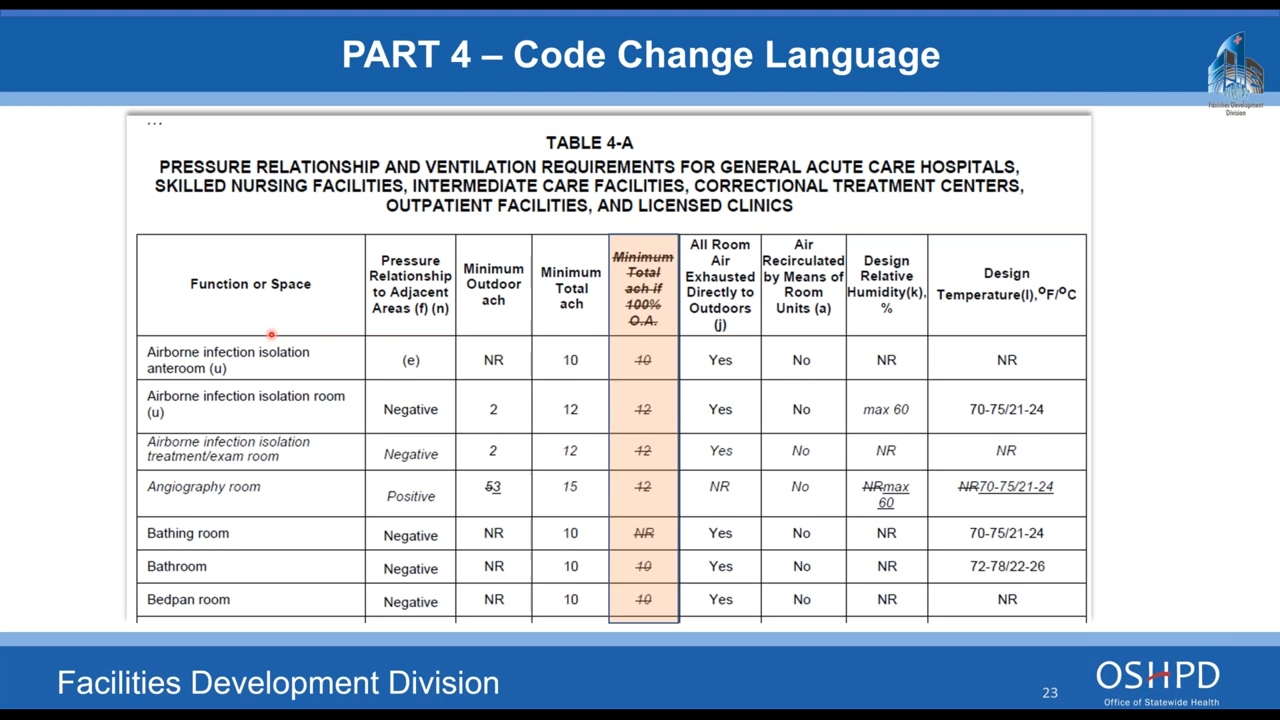 PART 4 – Code Change Language
Facilities Development
Division
...
TABLE 4-A
PRESSURE RELATIONSHIP AND VENTILATION REQUIREMENTS FOR GENERAL ACUTE CARE HOSPITALS,
SKILLED NURSING FACILITIES, INTERMEDIATE CARE FACILITIES, CORRECTIONAL TREATMENT CENTERS,
OUTPATIENT FACILITIES, AND LICENSED CLINICS
Function or Space
Pressure
Relationship
to Adjacent
Areas (f) (n)
Minimum
Outdoor
ach
Minimum
Total
ach
Minimum
Total
ach if
100%
O.A.
All Room
Air
Exhausted
Directly to
Outdoors
(j)
Air
Recirculated
by Means of
Room
Units (a)
Design
Relative
Humidity(k),
%
Design
Temperature(l),ºF/ºC
Airborne infection isolation
anteroom (u)
(e)
NR
10
10
Yes
No
NR
NR
Airborne infection isolation room
(u)
Negative
2
12
12
Yes
No
max 60
70-75/21-24
Airborne infection isolation
treatment/exam room
Negative
2
12
12
Yes
No
NR
NR
Angiography room
Positive
53
15
12
NR
No
NRmax
60
NR70-75/21-24
Bathing room
Negative
NR
10
NR
Yes
No
NR
70-75/21-24
Bathroom
Negative
NR
10
10
Yes
No
NR
72-78/22-26
Bedpan room
Negative
NR
10
10
Yes
No
NR
NR
Facilities Development Division
23
OSHPD
Office of Statewide Health